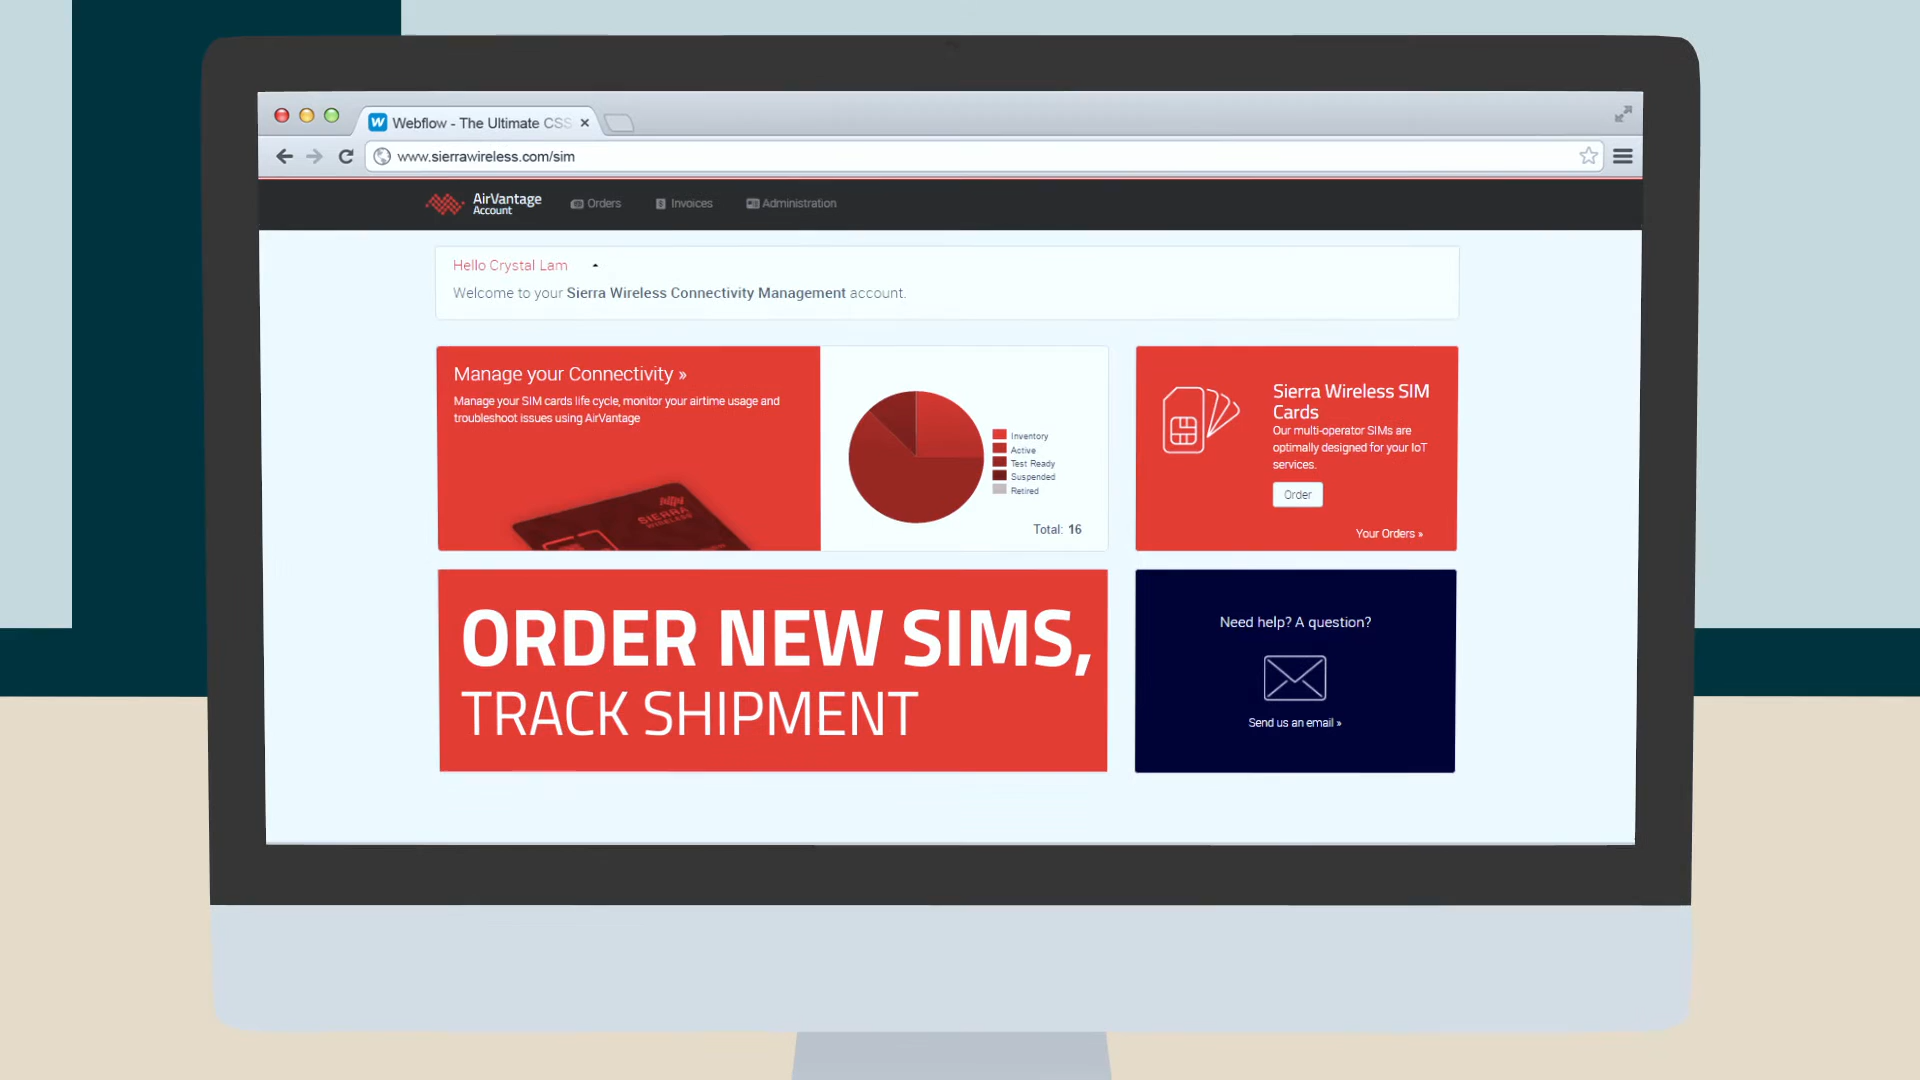 Webflow - The Ultimate CSS
www.sierrawireless.com/sim
AirVantage
Account
Orders
Invoices
Administration
Hello Crystal Lam
Welcome to your Sierra Wireless Connectivity Management account.
Manage your Connectivity »
Manage your SIM cards life cycle, monitor your airtime usage and
troubleshoot issues using AirVantage
SIERRA
WIRELESS
Inventory
Active
Test Ready
Suspended
Retired
Total: 16
Sierra Wireless SIM
Cards
Our multi-operator SIMs are
optimally designed for your IoT
services.
Order
Your Orders »
ORDER NEW SIMS,
TRACK SHIPMENT
Need help? A question?
Send us an email »